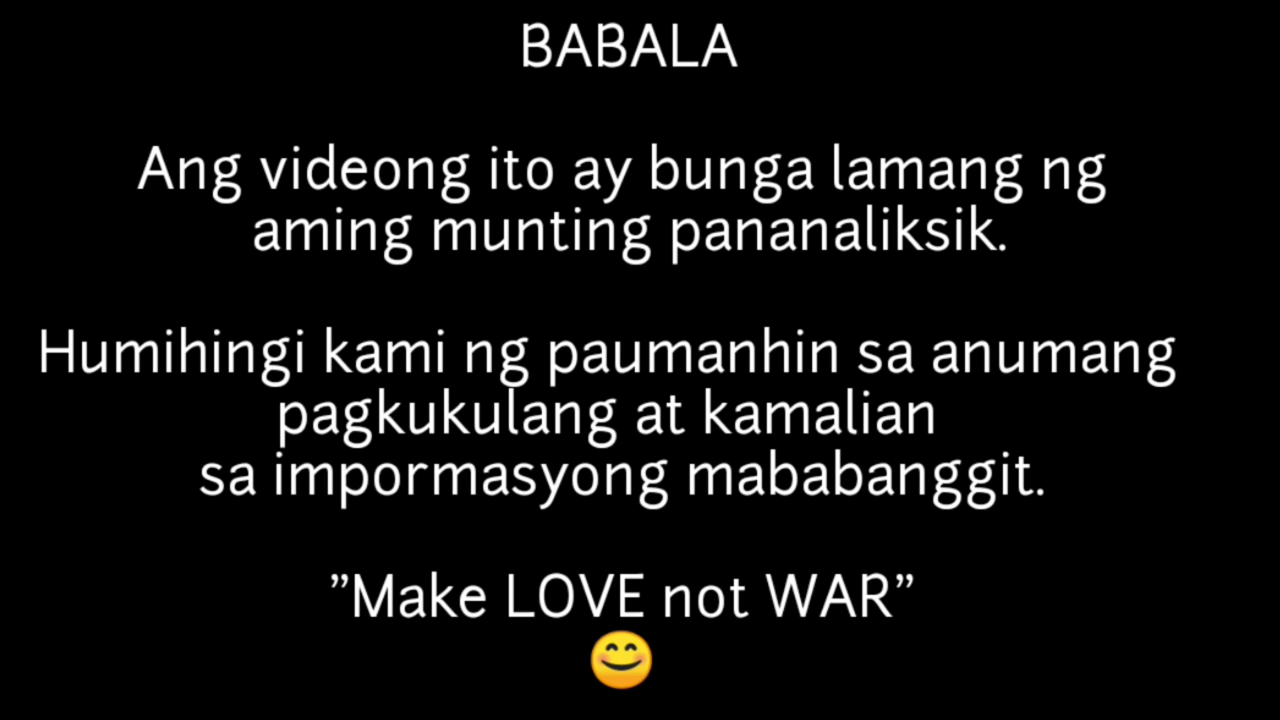 BABALA
Ang videong ito ay bunga lamang ng
aming munting pananaliksik.
Humihingi kami ng paumanhin sa anumang
pagkukulang at kamalian
sa impormasyong mababanggit.
”Make LOVE not WAR”
😊